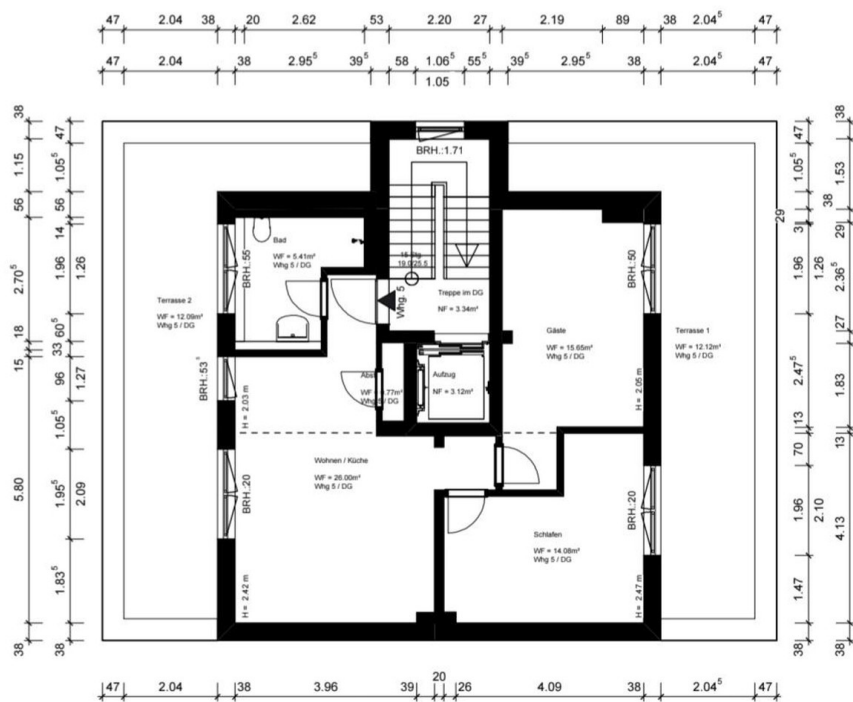 47 2.04 38 20 2.62 53 2.20 27 2.19 89 38 2.04⁵ 47
47 2.04 38 2.95⁵ 39⁵ 58 1.06⁵ 55⁵ 39⁵ 2.95⁵ 38 2.04⁵ 47
1.05
38 1.15 56 2.70⁵ 18 15 5.80 38
47 1.05⁵ 56 14 1.96 60⁵ 33 96 1.05⁵ 1.95⁵ 1.83⁵ 38
1.26 1.27 2.09
BRH.:1.71
Bad
WF = 5.41m²
Whg 5 / DG
BRH.:55
Terrasse 2
WF = 12.09m²
Whg 5 / DG
19.0/25.5
Whg. 5
Treppe im DG
NF = 3.34m²
Gäste
WF = 15.65m²
Whg 5 / DG
BRH.:50
Terrasse 1
WF = 12.12m²
Whg 5 / DG
29
BRH.:53
H = 2.03 m
Whg 5 / DG
Aufzug
NF = 3.12m²
H = 2.05 m
Wohnen / Küche
WF = 26.00m²
Whg 5 / DG
BRH.:20
H = 2.42 m
Schlafen
WF = 14.08m²
Whg 5 / DG
BRH.:20
H = 2.47 m
47 1.05⁵ 1.96 2.47⁵ 13 70 1.96 1.47 38
1.26 2.10
38 1.53 38 29 2.36⁵ 27 1.83 13 4.13 38
20
47 2.04 38 3.96 39 26 4.09 38 2.04⁵ 47